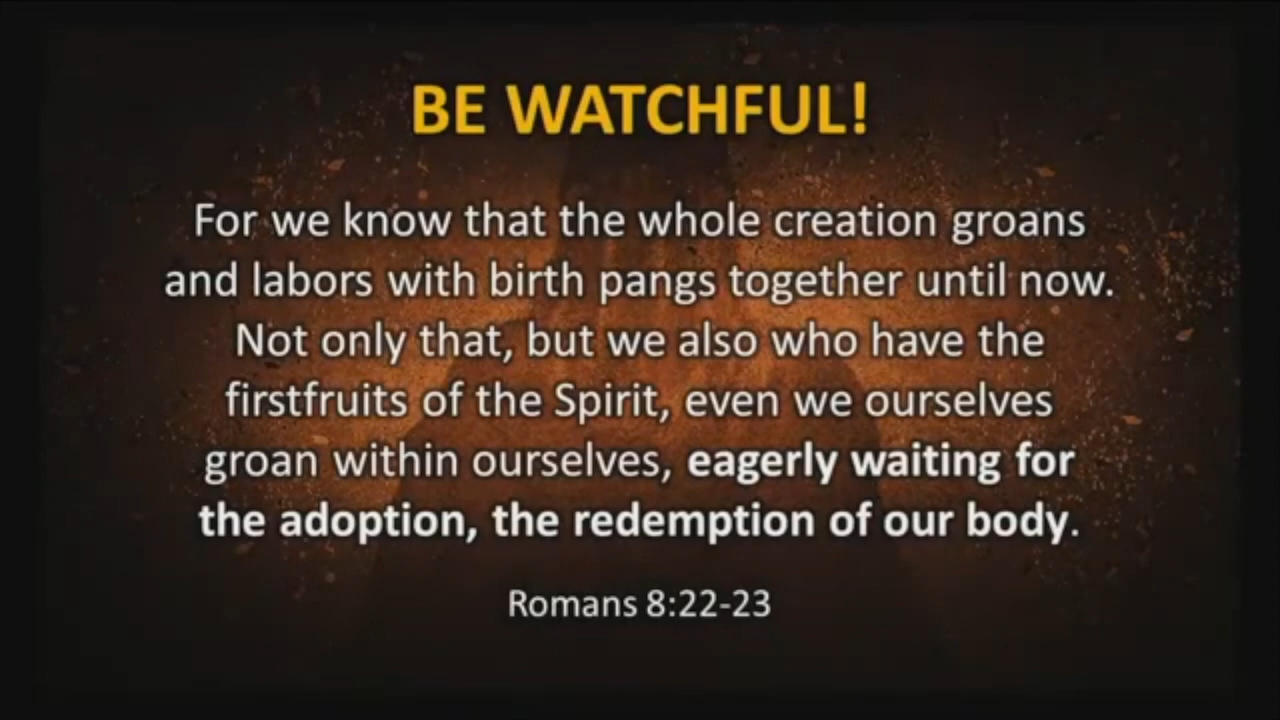 BE WATCHFUL!
For we know that the whole creation groans
and labors with birth pangs together until now.
Not only that, but we also who have the
firstfruits of the Spirit, even we ourselves
groan within ourselves, eagerly waiting for
the adoption, the redemption of our body.
Romans 8:22-23